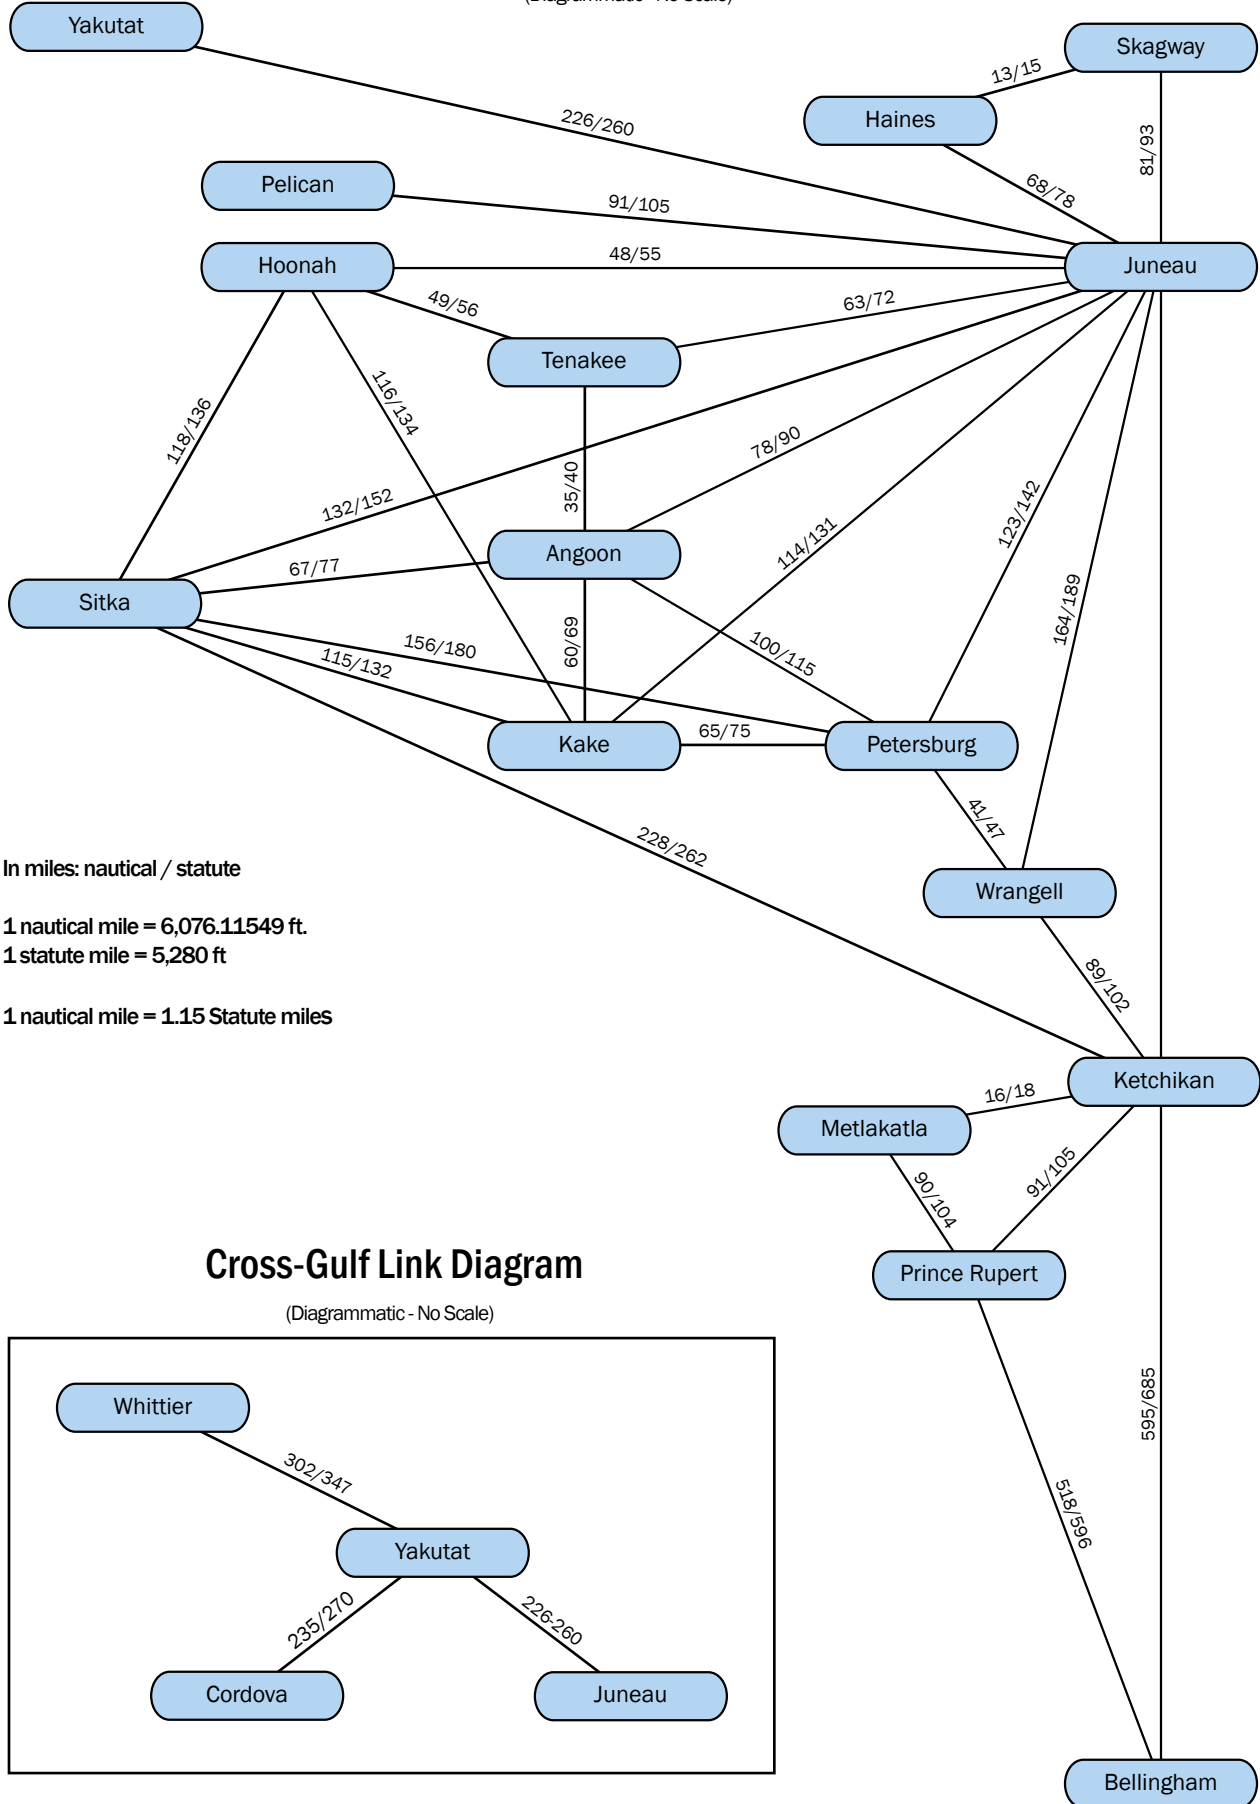 (Diagrammatic - No Scale)
Yakutat
Skagway
13/15
Haines
226/260
81/93
Pelican
68/78
91/105
Hoonah
48/55
Juneau
49/56
63/72
Tenakee
116/134
118/136
78/90
35/40
132/152
123/142
114/131
Angoon
67/77
Sitka
164/189
60/69
156/180
100/115
115/132
Kake
65/75
Petersburg
41/47
228/262
In miles: nautical / statute
Wrangell
1 nautical mile = 6,076.11549 ft.
1 statute mile = 5,280 ft
89/102
1 nautical mile = 1.15 Statute miles
Ketchikan
16/18
Metlakatla
91/105
90/104
Prince Rupert
Cross-Gulf Link Diagram
(Diagrammatic - No Scale)
595/685
Whittier
302/347
518/596
Yakutat
235/270
226-260
Cordova
Juneau
Bellingham